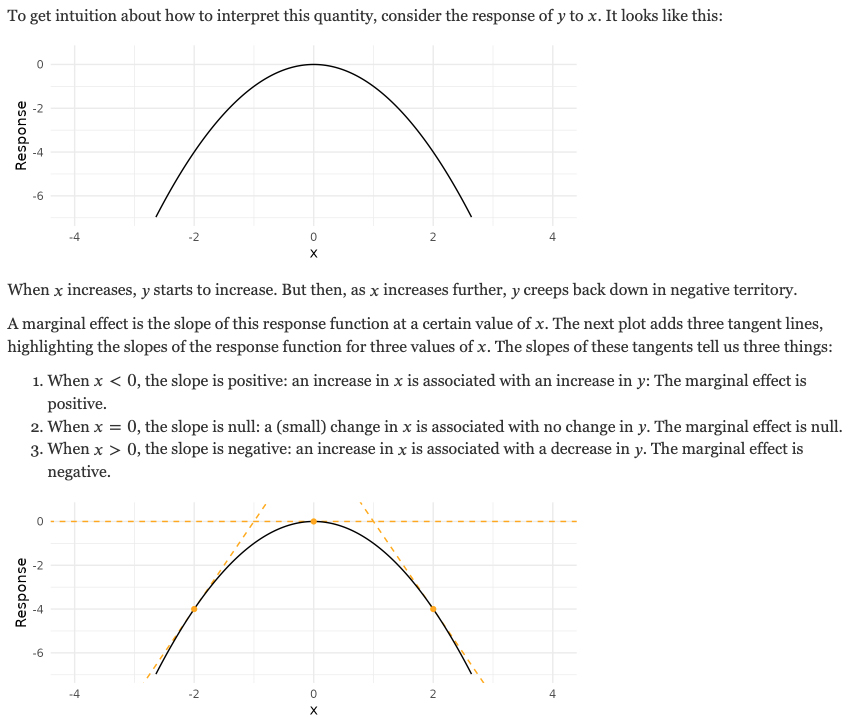 To get intuition about how to interpret this quantity, consider the response of y to x. It looks like this:
0
-2
-4
-6
Response
-4 -2 0 2 4
x
When x increases, y starts to increase. But then, as x increases further, y creeps back down in negative territory.
A marginal effect is the slope of this response function at a certain value of x. The next plot adds three tangent lines,
highlighting the slopes of the response function for three values of x. The slopes of these tangents tell us three things:
1. When x < 0, the slope is positive: an increase in x is associated with an increase in y: The marginal effect is
positive.
2. When x = 0, the slope is null: a (small) change in x is associated with no change in y. The marginal effect is null.
3. When x > 0, the slope is negative: an increase in x is associated with a decrease in y. The marginal effect is
negative.
0
-2
-4
-6
Response
-4 -2 0 2 4
x